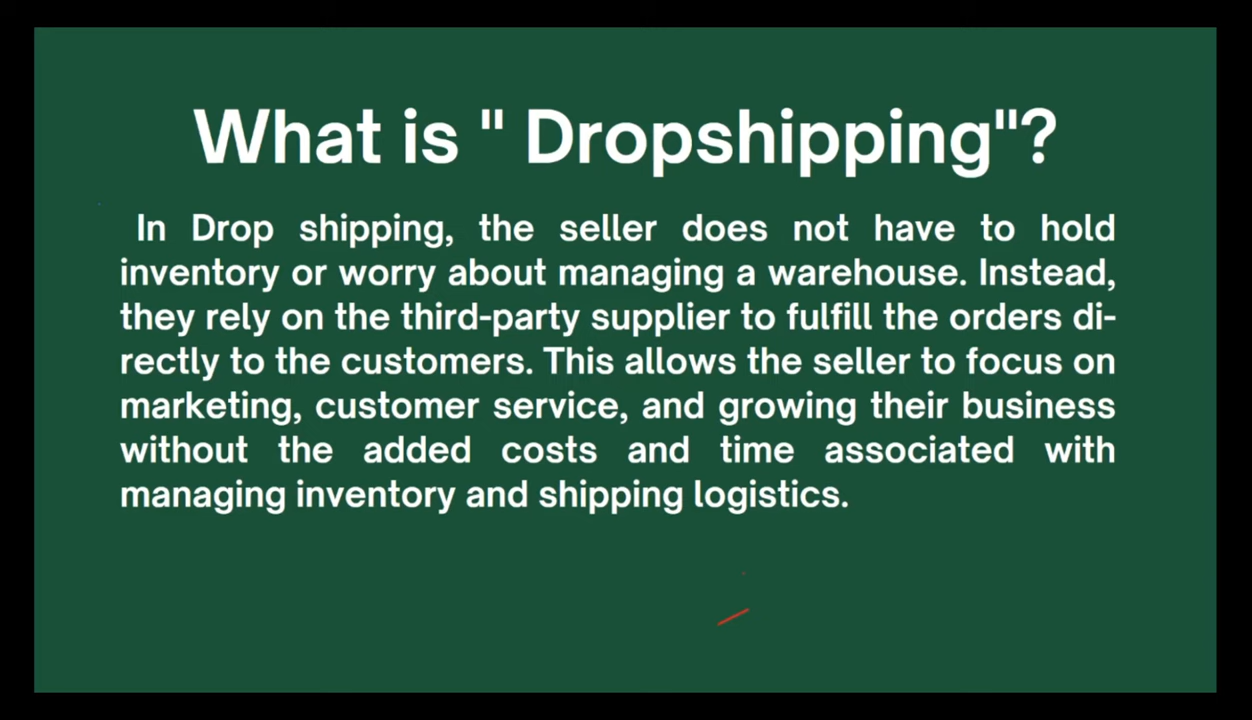 What is " Dropshipping"?
In Drop shipping, the seller does not have to hold
inventory or worry about managing a warehouse. Instead,
they rely on the third-party supplier to fulfill the orders di-
rectly to the customers. This allows the seller to focus on
marketing, customer service, and growing their business
without the added costs and time associated with
managing inventory and shipping logistics.